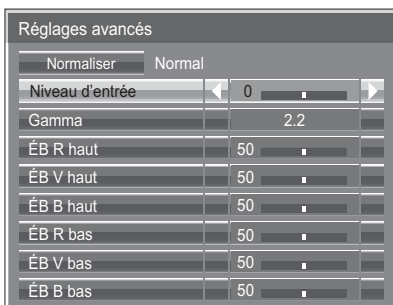 Réglages avancés
Normaliser Normal
Niveau d'entrée 0
Gamma 2.2
ÉB R haut 50
ÉB V haut 50
ÉB B haut 50
ÉB R bas 50
ÉB V bas 50
ÉB B bas 50